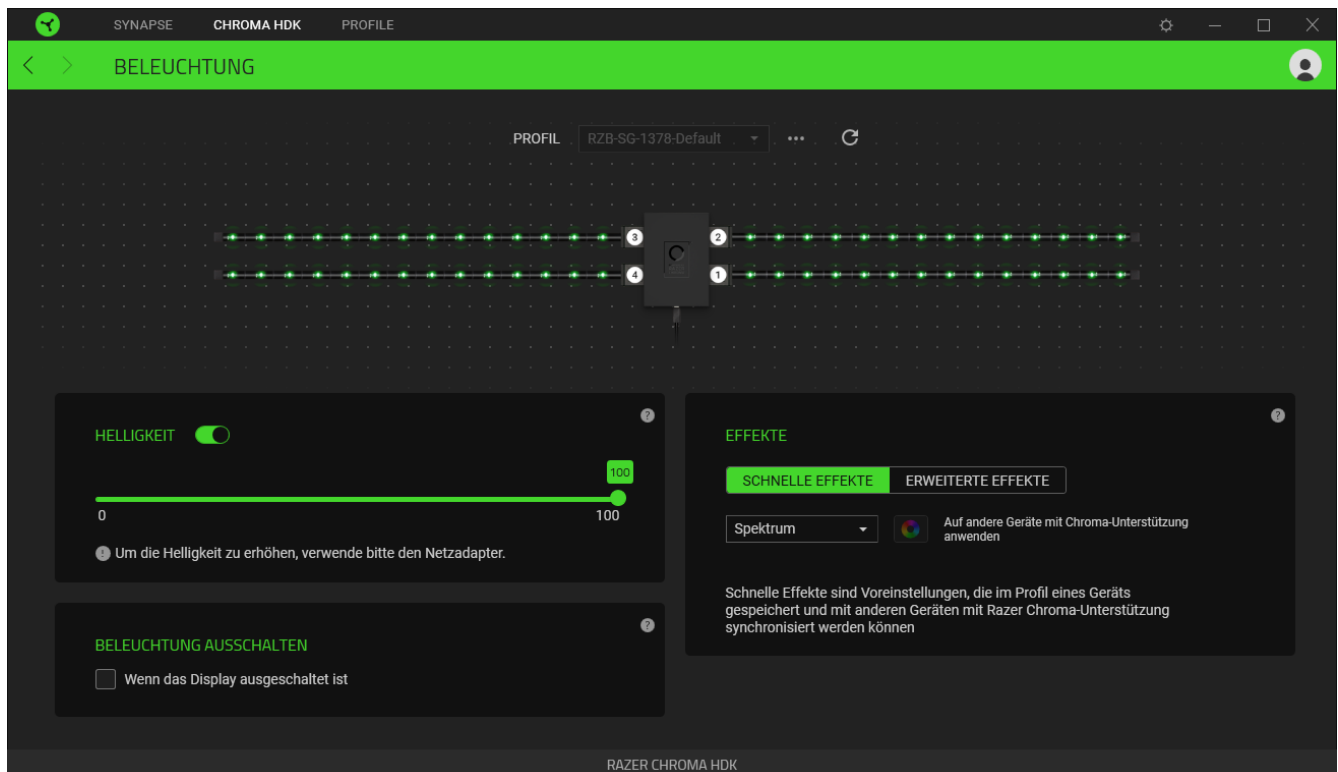 SYNAPSE CHROMA HDK PROFILE
BELEUCHTUNG
PROFIL RZB-SG-1378-Default
3 2
4 1
HELLIGKEIT
100
0 100
Um die Helligkeit zu erhöhen, verwende bitte den Netzadapter.
BELEUCHTUNG AUSSCHALTEN
Wenn das Display ausgeschaltet ist
EFFEKTE
SCHNELLE EFFEKTE ERWEITERTE EFFEKTE
Spektrum
Auf andere Geräte mit Chroma-Unterstützung
anwenden
Schnelle Effekte sind Voreinstellungen, die im Profil eines Geräts
gespeichert und mit anderen Geräten mit Razer Chroma-Unterstützung
synchronisiert werden können
RAZER CHROMA HDK